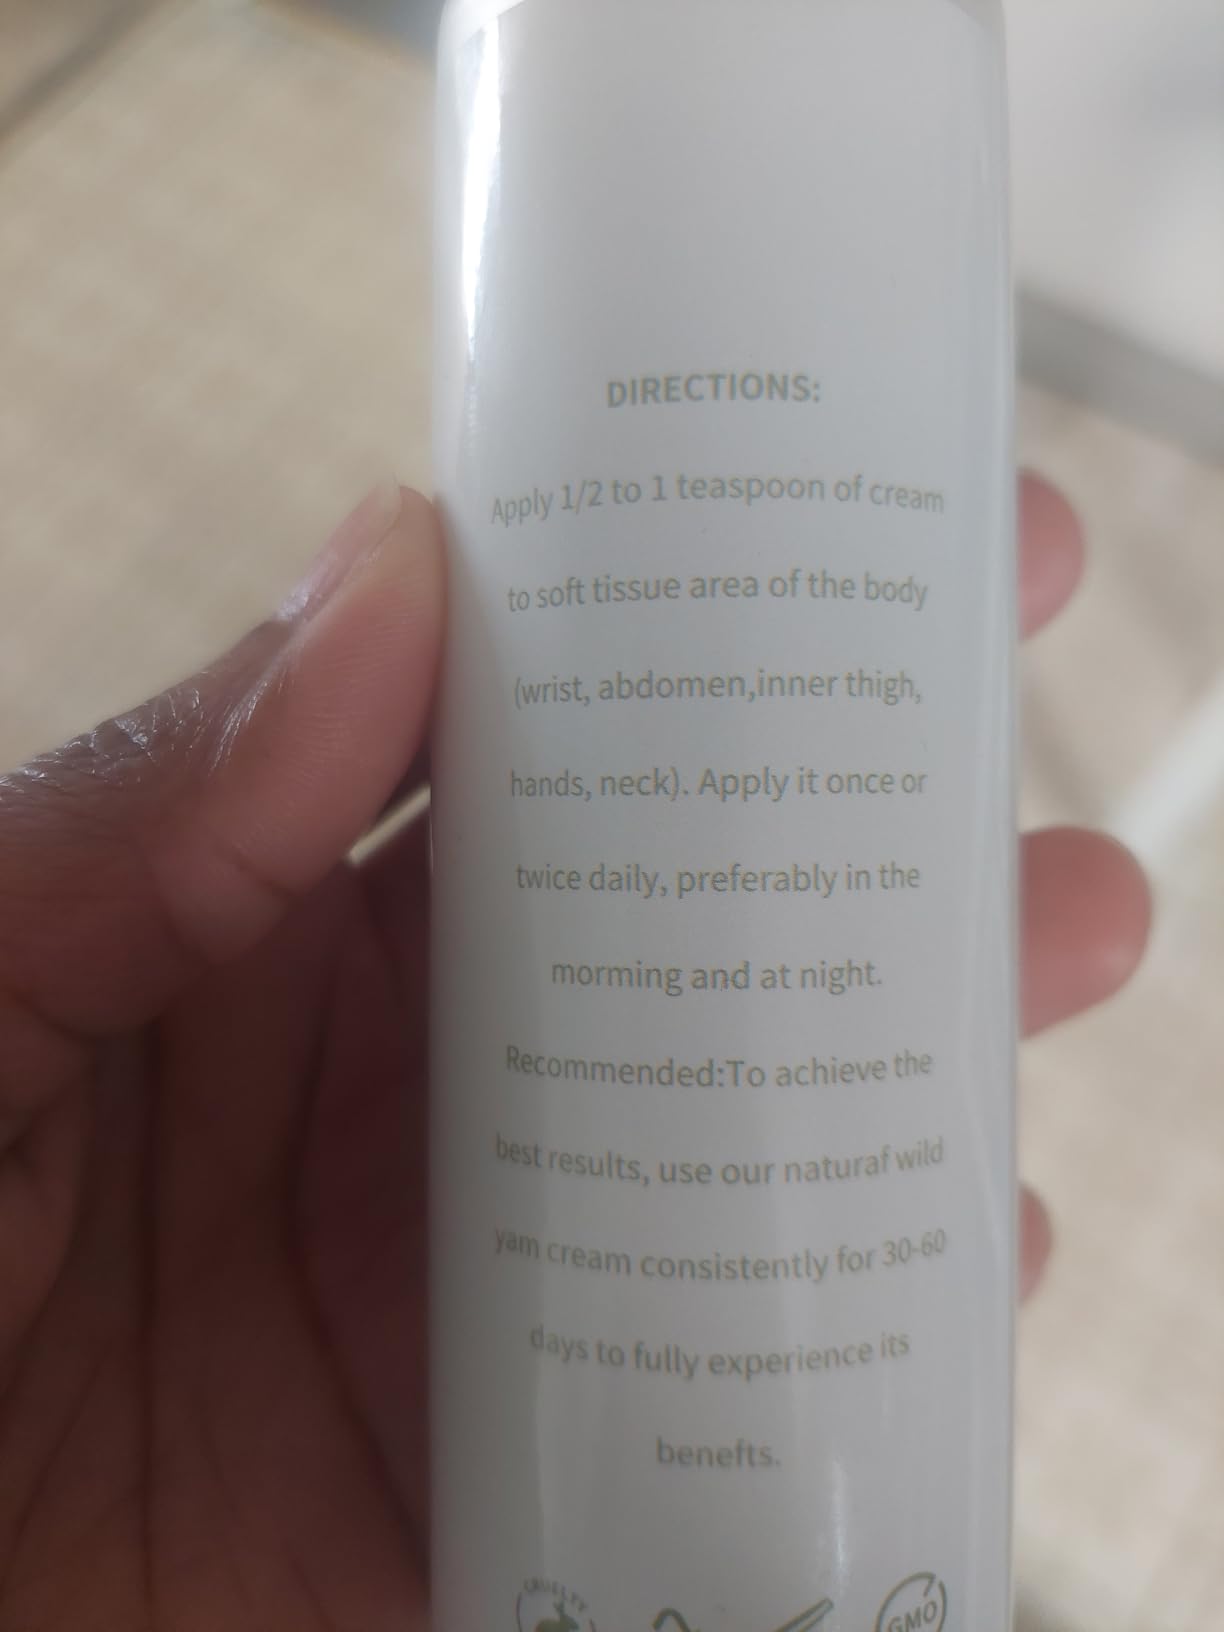 DIRECTIONS:
Apply 1/2 to 1 teaspoon of cream
to soft tissue area of the body
(wrist, abdomen,inner thigh,
hands, neck). Apply it once or
twice daily, preferably in the
morming and at night.
Recommended:To achieve the
best results, use our naturaf wild
yam cream consistently for 30-60
days to fully experience its
benefts.
CRUELTY
GMO